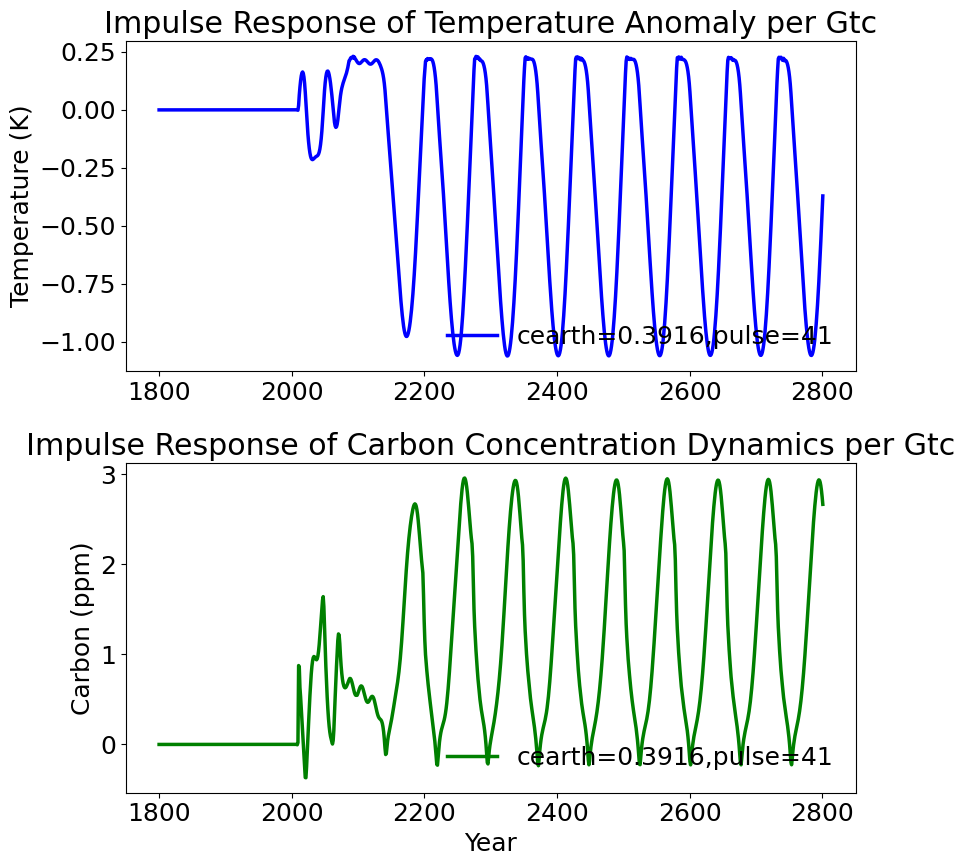 Impulse Response of Temperature Anomaly per Gtc
Temperature (K)
0.25
0.00
−0.25
−0.50
−0.75
−1.00
cearth=0.3916,pulse=41
1800 2000 2200 2400 2600 2800
Impulse Response of Carbon Concentration Dynamics per Gtc
Carbon (ppm)
3
2
1
0
cearth=0.3916,pulse=41
1800 2000 2200 2400 2600 2800
Year